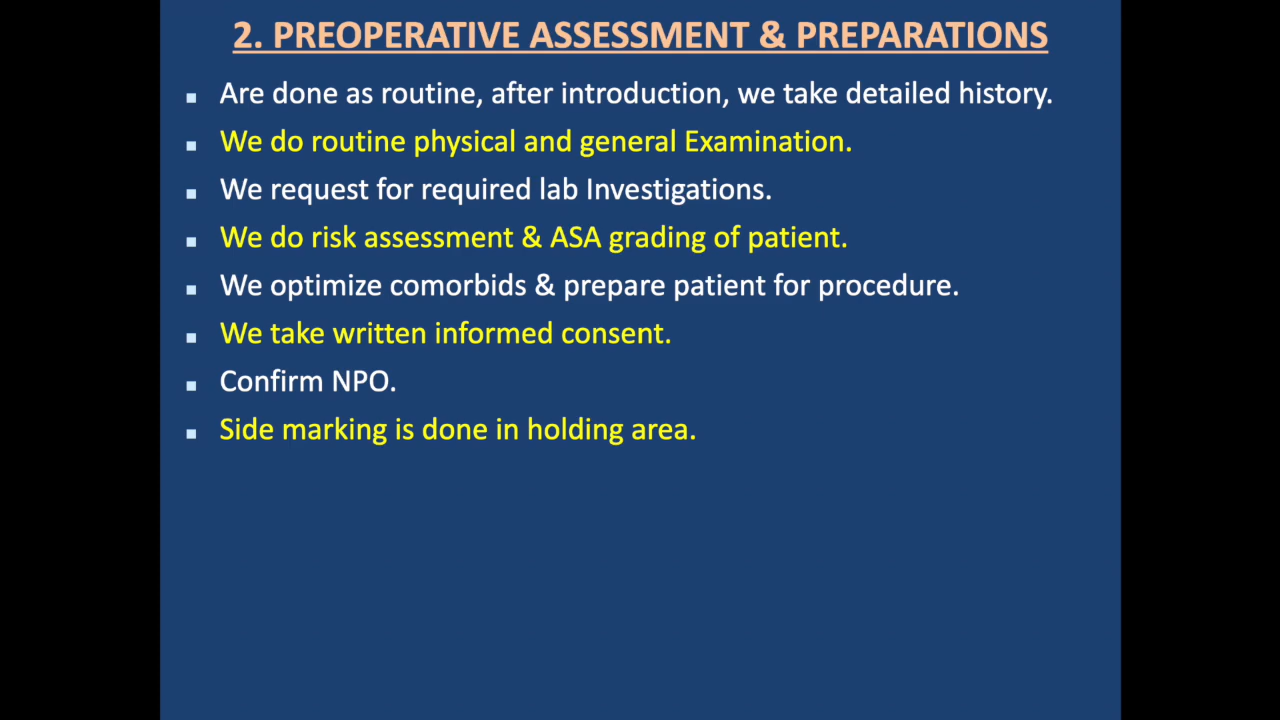 2. PREOPERATIVE ASSESSMENT & PREPARATIONS
Are done as routine, after introduction, we take detailed history.
We do routine physical and general Examination.
We request for required lab Investigations.
We do risk assessment & ASA grading of patient.
We optimize comorbids & prepare patient for procedure.
We take written informed consent.
Confirm NPO.
Side marking is done in holding area.